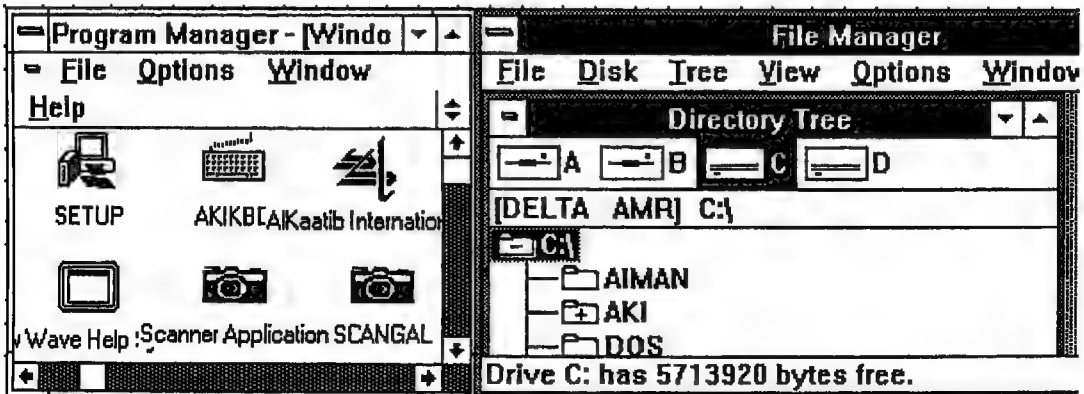 Program Manager - [Windo
File Options Window
Help
SETUP AKIKBD AlKaatib Internation
Wave Help Scanner Application SCANGAL
File Manager
File Disk Tree View Options Window
Directory Tree
A B C D
[DELTA AMR] C:\
C:\
AIMAN
AKI
DOS
Drive C: has 5713920 bytes free.